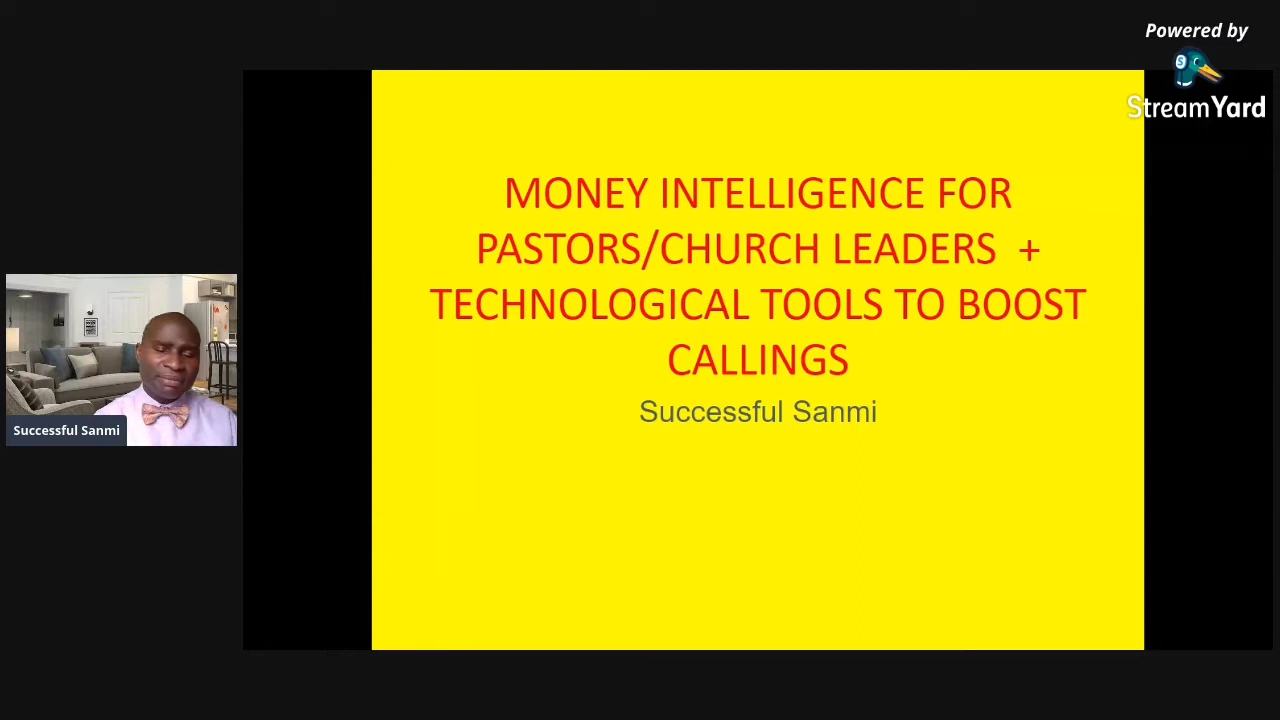 Powered by
StreamYard
MONEY INTELLIGENCE FOR
PASTORS/CHURCH LEADERS +
TECHNOLOGICAL TOOLS TO BOOST
CALLINGS
Successful Sanmi
Successful Sanmi